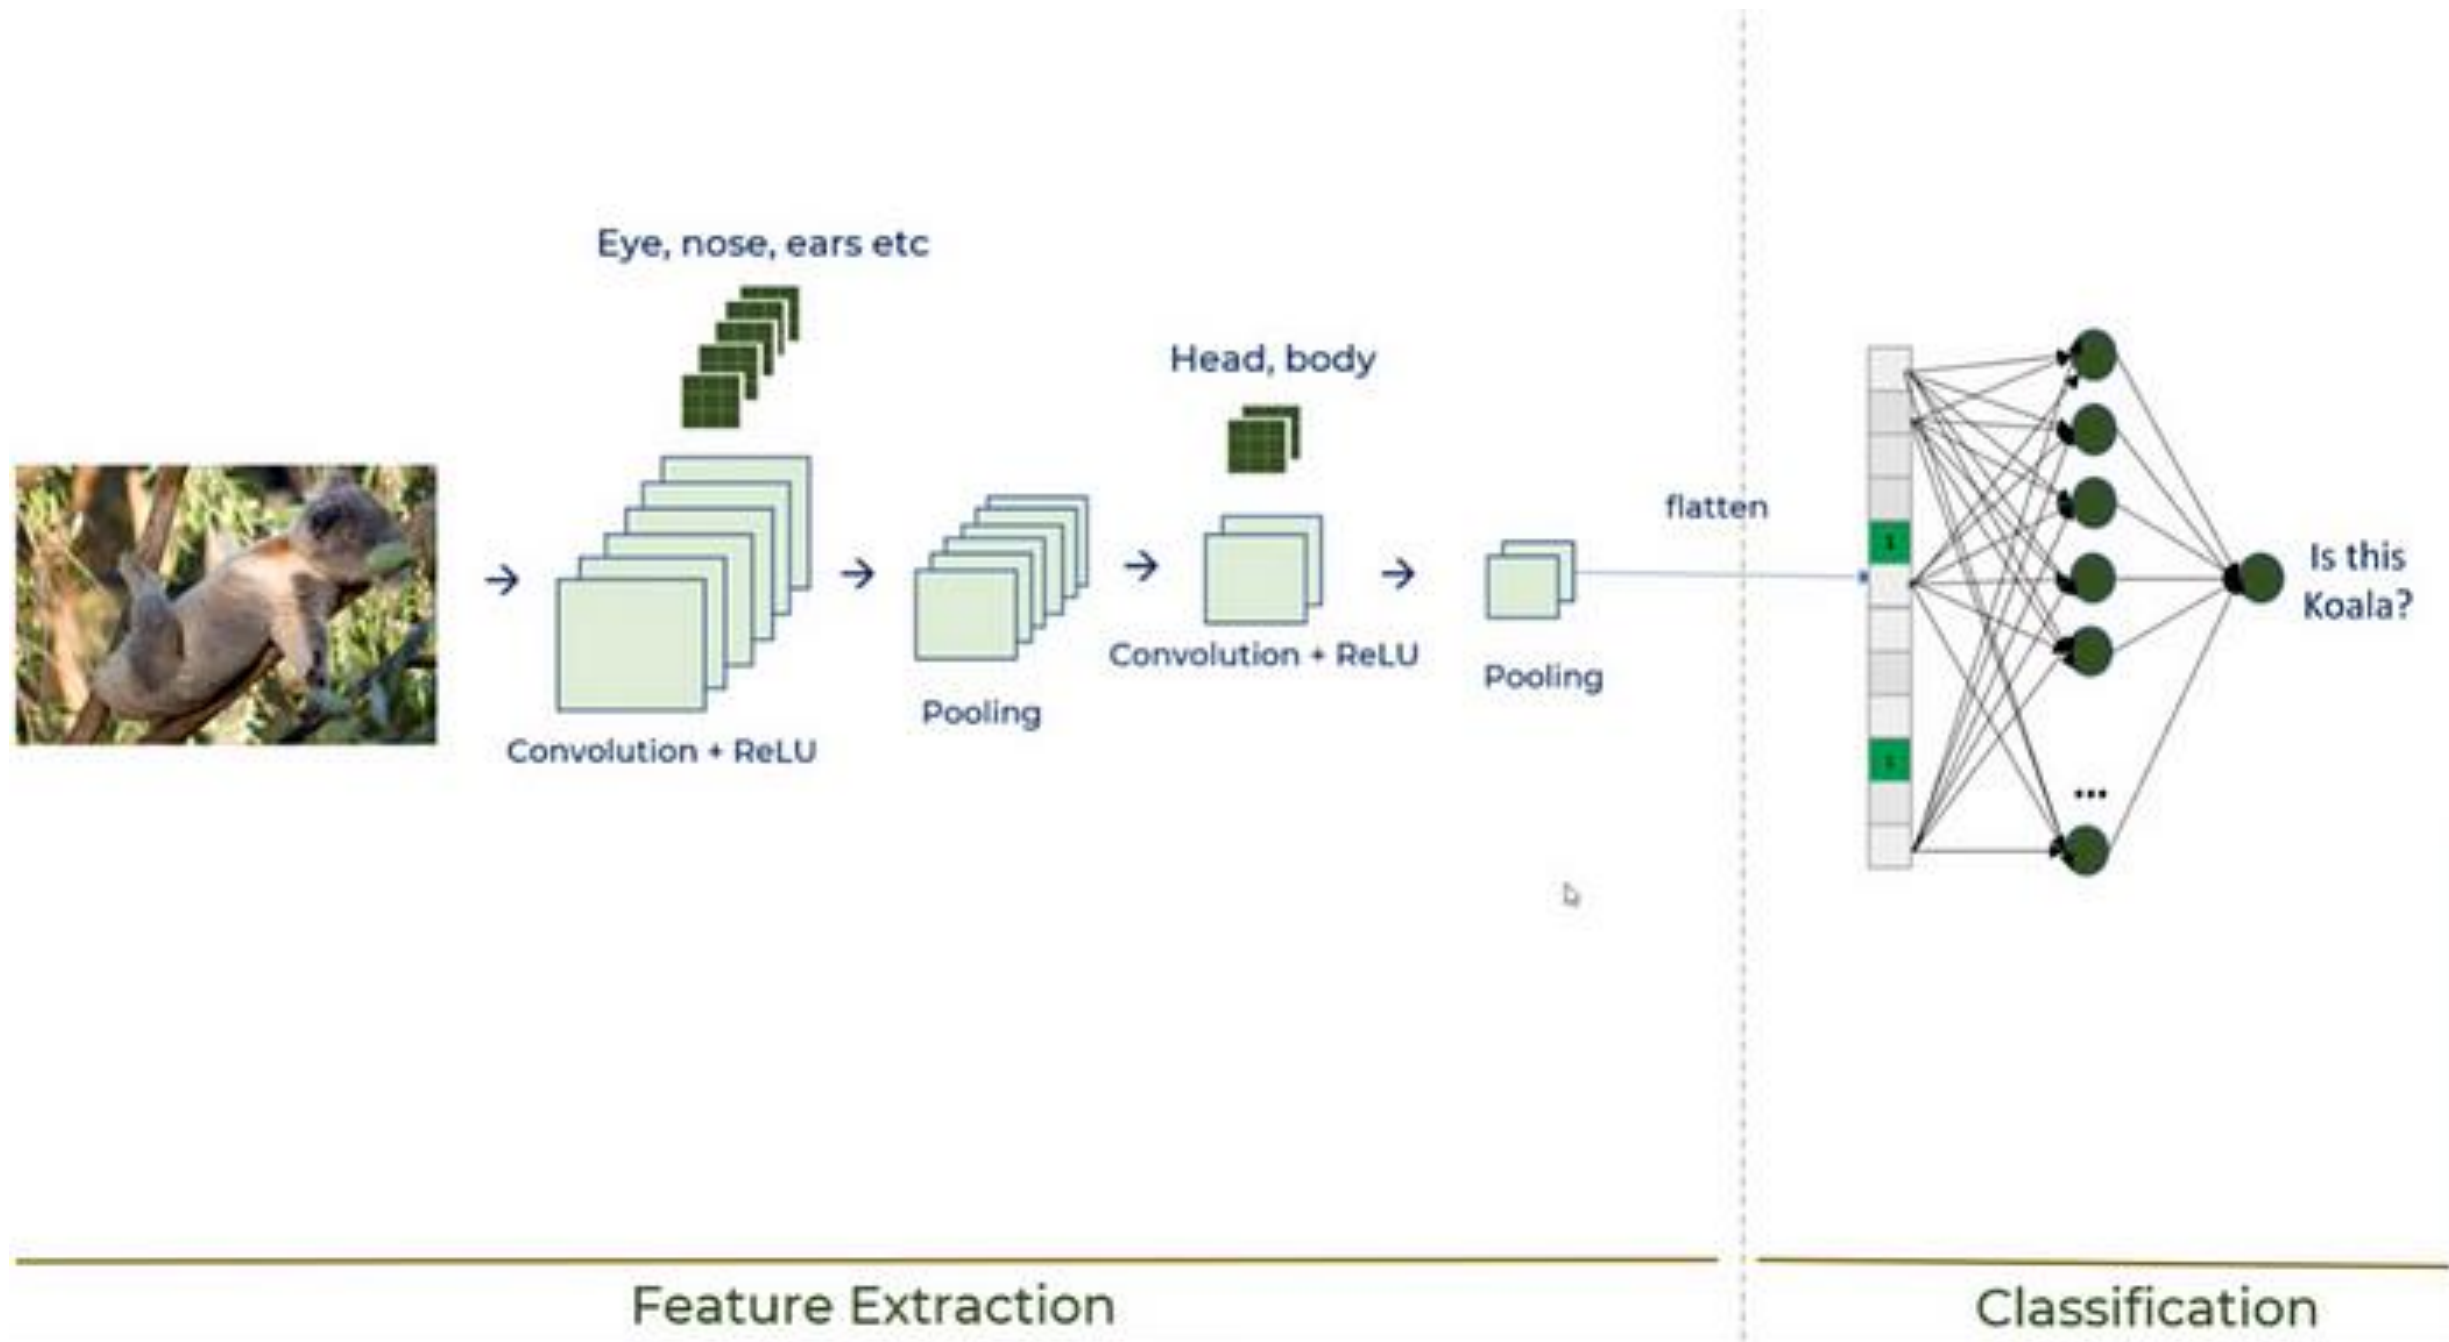 Eye, nose, ears etc
Head, body
flatten
1
Is this
Koala?
Convolution + ReLU
Pooling
Convolution + ReLU
Pooling
...
Feature Extraction
Classification